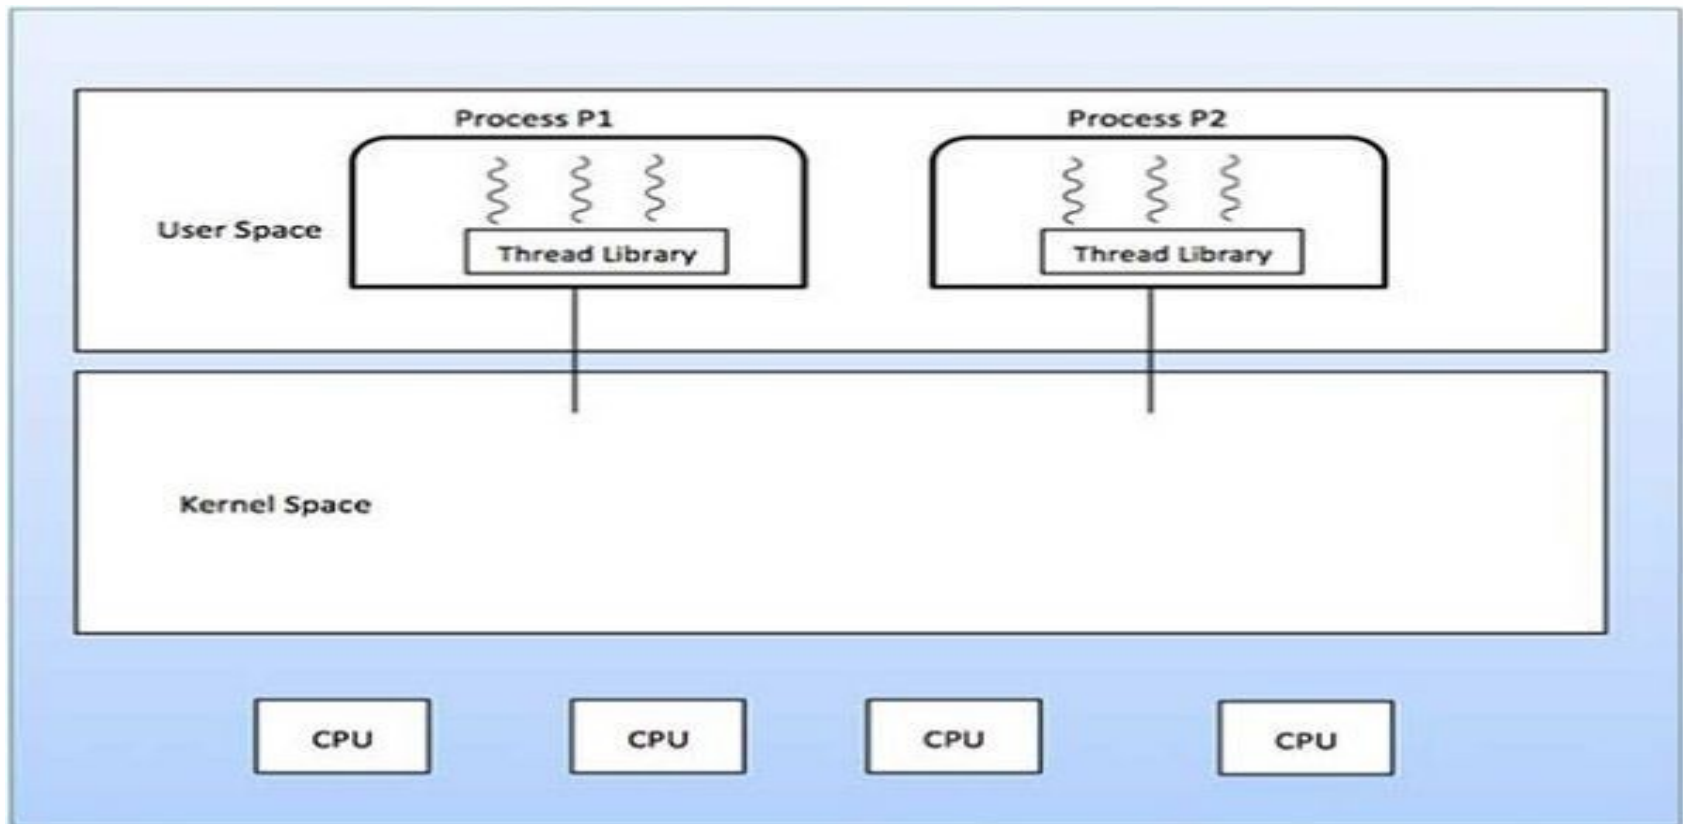 Process P1
Process P2
User Space
Thread Library
Thread Library
Kernel Space
CPU
CPU
CPU
CPU